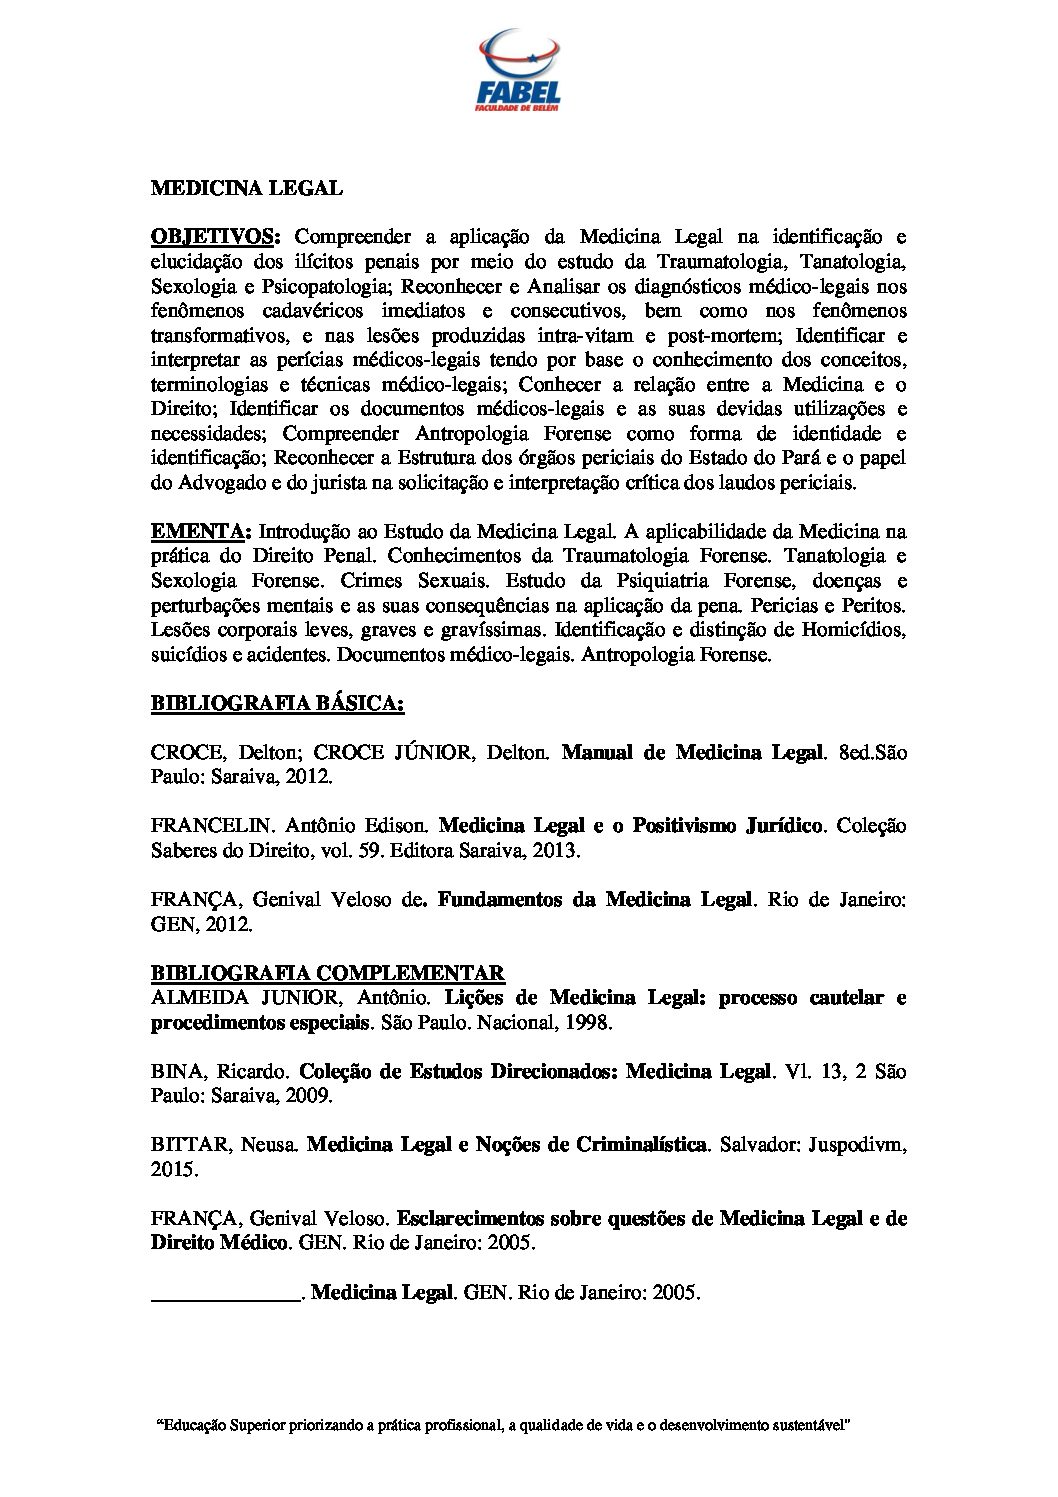 FABEL
FACULDADE DE BELÉM
MEDICINA LEGAL
OBJETIVOS: Compreender a aplicação da Medicina Legal na identificação e
elucidação dos ilícitos penais por meio do estudo da Traumatologia, Tanatologia,
Sexologia e Psicopatologia; Reconhecer e Analisar os diagnósticos médico-legais nos
fenômenos cadavéricos imediatos e consecutivos, bem como nos fenômenos
transformativos, e nas lesões produzidas intra-vitam e post-mortem; Identificar e
interpretar as perícias médicos-legais tendo por base o conhecimento dos conceitos,
terminologias e técnicas médico-legais; Conhecer a relação entre a Medicina e o
Direito; Identificar os documentos médicos-legais e as suas devidas utilizações e
necessidades; Compreender Antropologia Forense como forma de identidade e
identificação; Reconhecer a Estrutura dos órgãos periciais do Estado do Pará e o papel
do Advogado e do jurista na solicitação e interpretação crítica dos laudos periciais.
EMENTA: Introdução ao Estudo da Medicina Legal. A aplicabilidade da Medicina na
prática do Direito Penal. Conhecimentos da Traumatologia Forense. Tanatologia e
Sexologia Forense. Crimes Sexuais. Estudo da Psiquiatria Forense, doenças e
perturbações mentais e as suas consequências na aplicação da pena. Pericias e Peritos.
Lesões corporais leves, graves e gravíssimas. Identificação e distinção de Homicídios,
suicídios e acidentes. Documentos médico-legais. Antropologia Forense.
BIBLIOGRAFIA BÁSICA:
CROCE, Delton; CROCE JÚNIOR, Delton. Manual de Medicina Legal. 8ed.São
Paulo: Saraiva, 2012.
FRANCELIN. Antônio Edison. Medicina Legal e o Positivismo Jurídico. Coleção
Saberes do Direito, vol. 59. Editora Saraiva, 2013.
FRANÇA, Genival Veloso de. Fundamentos da Medicina Legal. Rio de Janeiro:
GEN, 2012.
BIBLIOGRAFIA COMPLEMENTAR
ALMEIDA JUNIOR, Antônio. Lições de Medicina Legal: processo cautelar e
procedimentos especiais. São Paulo. Nacional, 1998.
BINA, Ricardo. Coleção de Estudos Direcionados: Medicina Legal. Vl. 13, 2 São
Paulo: Saraiva, 2009.
BITTAR, Neusa. Medicina Legal e Noções de Criminalística. Salvador: Juspodivm,
2015.
FRANÇA, Genival Veloso. Esclarecimentos sobre questões de Medicina Legal e de
Direito Médico. GEN. Rio de Janeiro: 2005.
______________. Medicina Legal. GEN. Rio de Janeiro: 2005.
“Educação Superior priorizando a prática profissional, a qualidade de vida e o desenvolvimento sustentável"